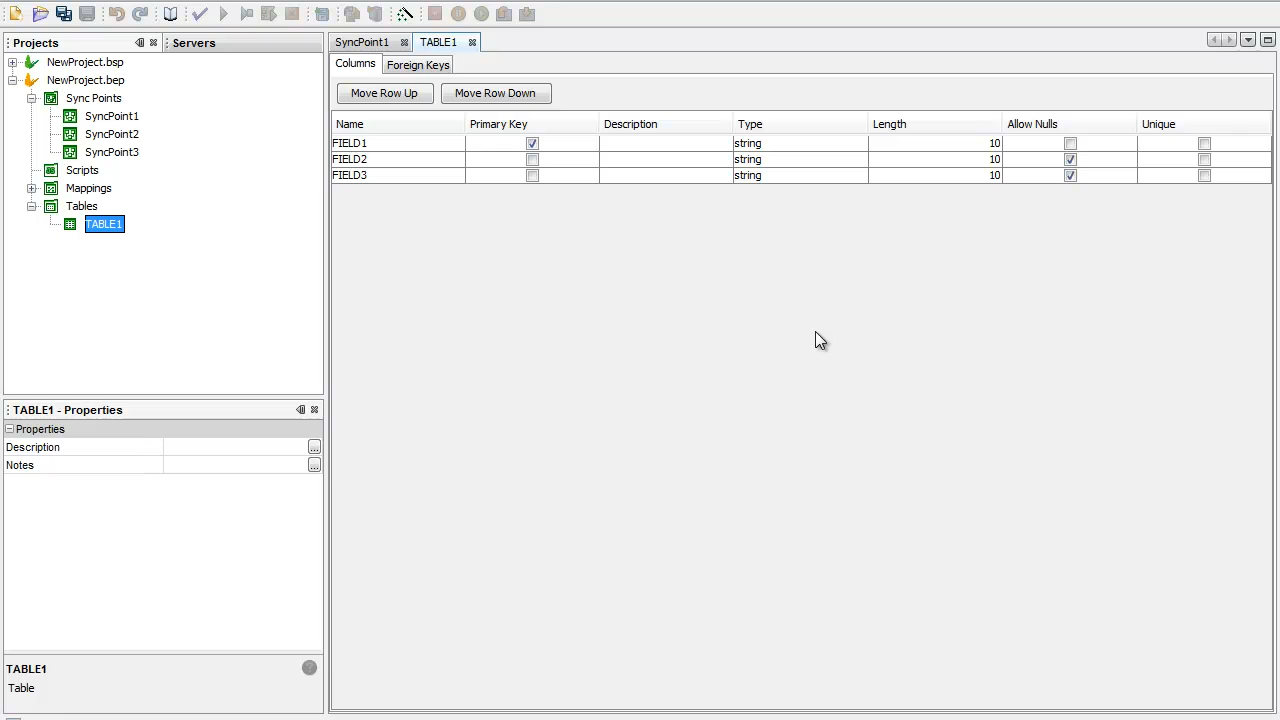 Projects
Servers
NewProject.bsp
NewProject.bep
Sync Points
SyncPoint1
SyncPoint2
SyncPoint3
Scripts
Mappings
Tables
TABLE1
TABLE1 - Properties
Properties
Description ...
Notes ...
TABLE1
Table
SyncPoint1 TABLE1
Columns Foreign Keys
Move Row Up Move Row Down
Name Primary Key Description Type Length Allow Nulls Unique
FIELD1 string 10
FIELD2 string 10
FIELD3 string 10